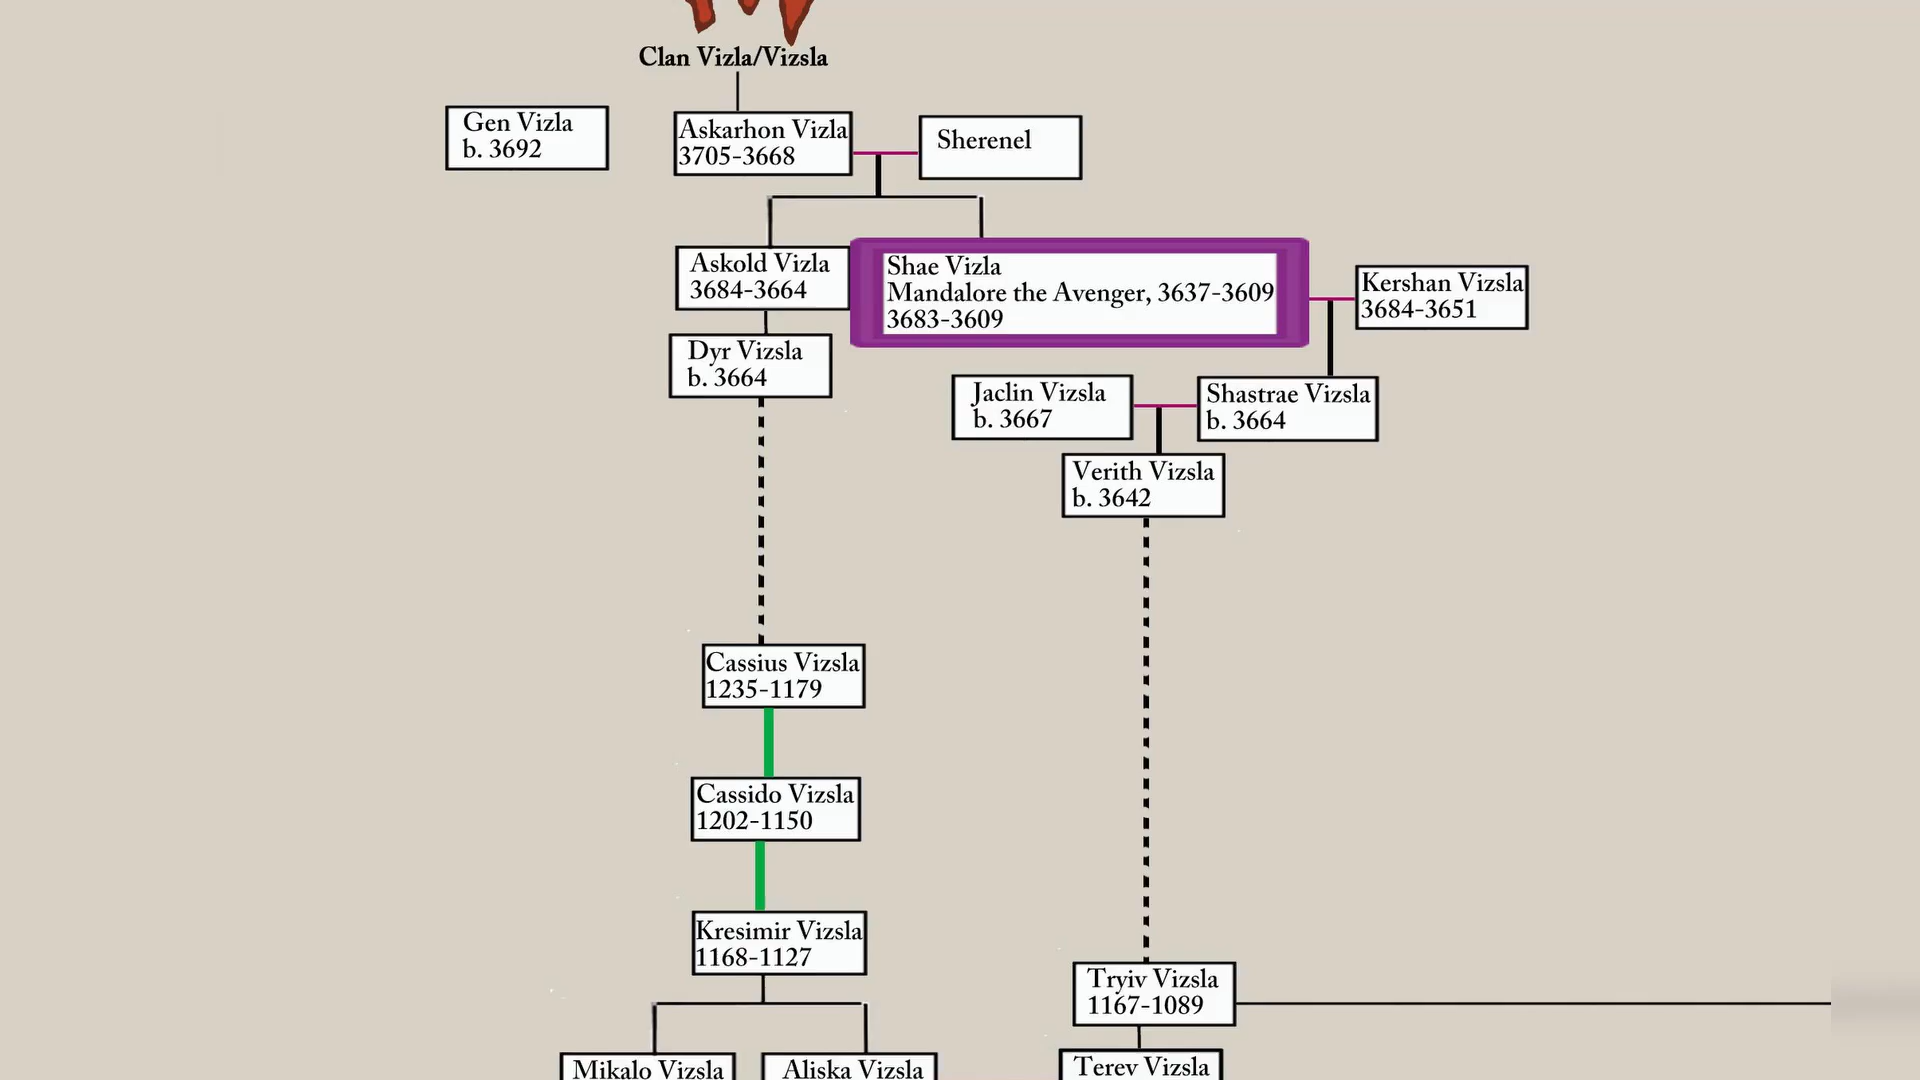 Clan Vizla/Vizsla
Gen Vizla
b. 3692
Askarhon Vizla
3705-3668
Sherenel
Askold Vizla
3684-3664
Shae Vizla
Mandalore the Avenger, 3637-3609
3683-3609
Kershan Vizsla
3684-3651
Dyr Vizsla
b. 3664
Jaclin Vizsla
b. 3667
Shastrae Vizsla
b. 3664
Verith Vizsla
b. 3642
Cassius Vizsla
1235-1179
Cassido Vizsla
1202-1150
Kresimir Vizsla
1168-1127
Tryiv Vizsla
1167-1089
Mikalo Vizsla
Aliska Vizsla
Terev Vizsla